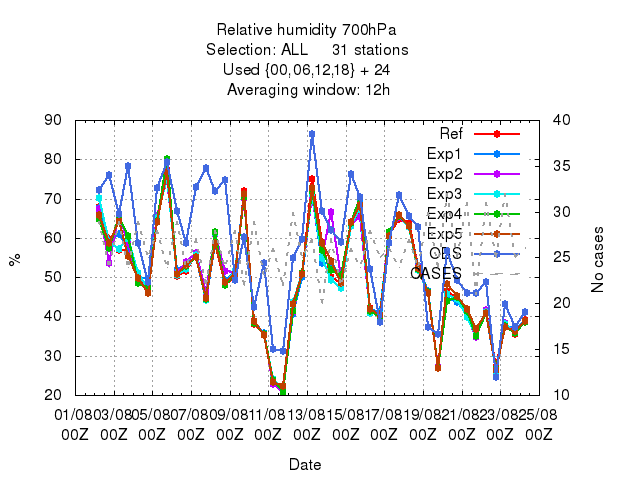 Relative humidity 700hPa
Selection: ALL 31 stations
Used {00,06,12,18} + 24
Averaging window: 12h
90 40
80 35
70 30
60 25
50 20
40 15
30 10
20
%
No cases
Ref
Exp1
Exp2
Exp3
Exp4
Exp5
OBS
CASES
01/08 03/08 05/08 07/08 09/08 11/08 13/08 15/08 17/08 19/08 21/08 23/08 25/08
00Z 00Z 00Z 00Z 00Z 00Z 00Z 00Z 00Z 00Z 00Z 00Z 00Z
Date